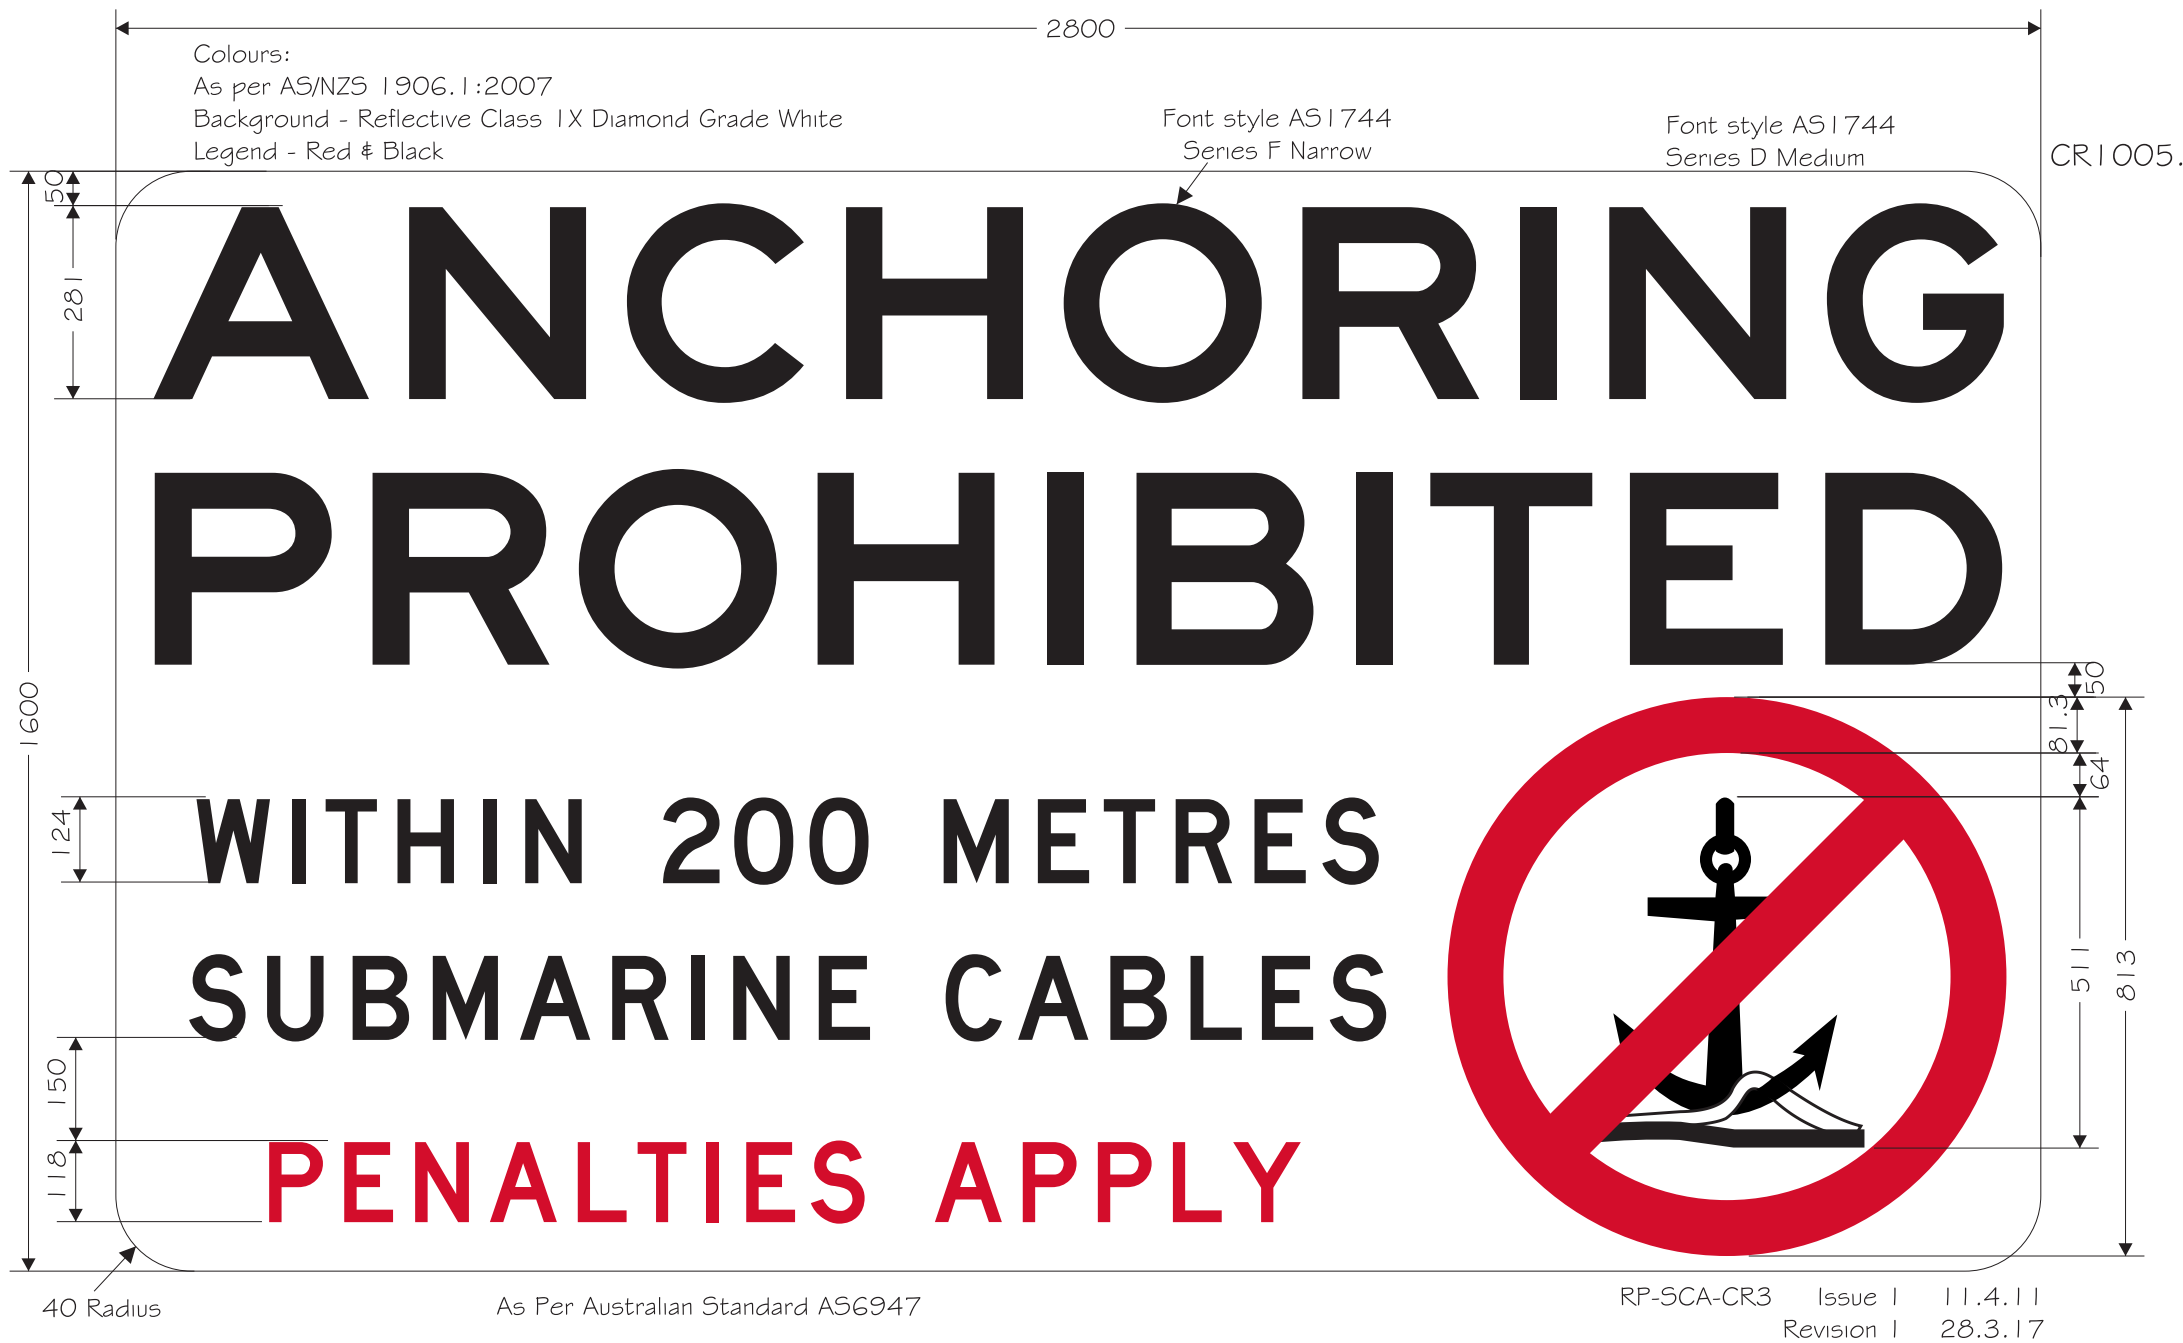 2800
Colours:
As per AS/NZS 1906.1:2007
Background - Reflective Class 1X Diamond Grade White
Legend - Red & Black
Font style AS1744
Series F Narrow
Font style AS1744
Series D Medium
CR1005.
50
281
ANCHORING
PROHIBITED
1600
50
81.3
64
124
WITHIN 200 METRES
SUBMARINE CABLES
511
813
150
118
PENALTIES APPLY
40 Radius
As Per Australian Standard AS6947
RP-SCA-CR3 Issue 1 11.4.11
Revision 1 28.3.17